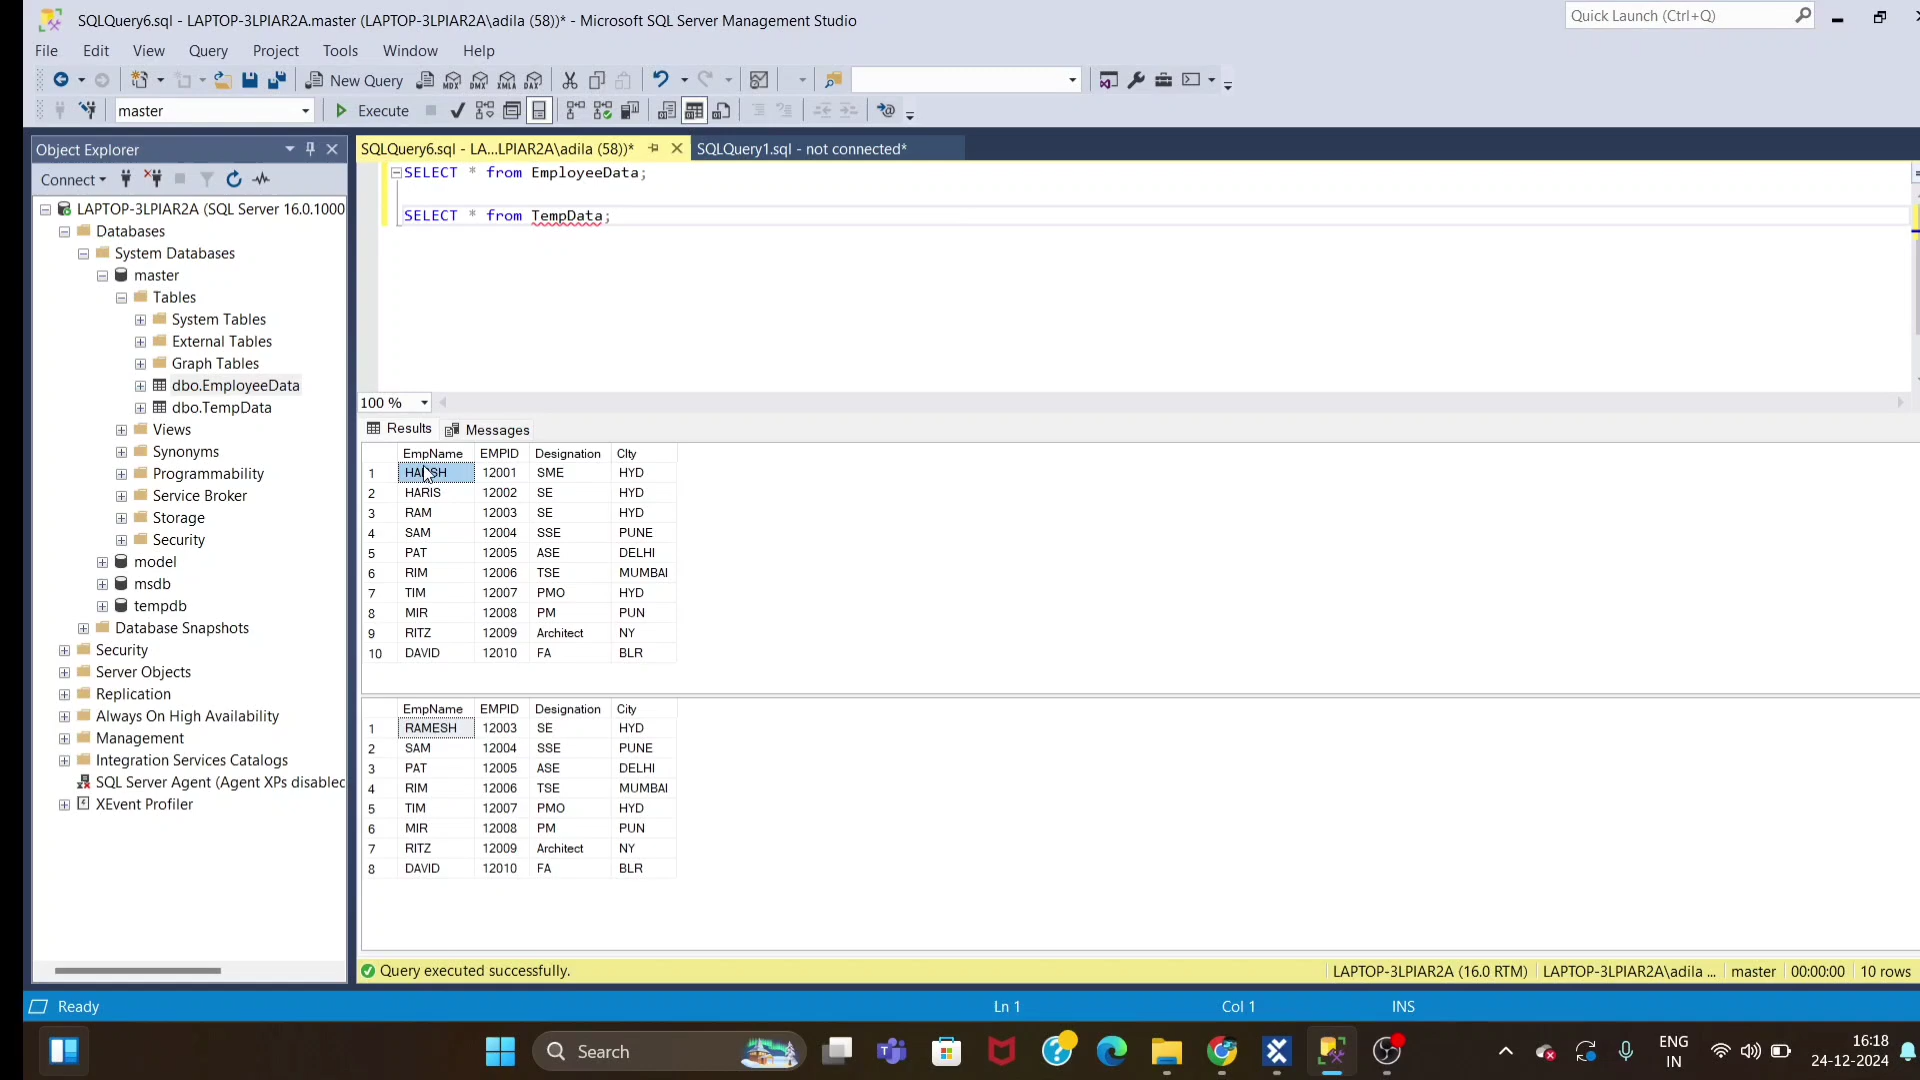 SQLQuery6.sql - LAPTOP-3LPIAR2A.master (LAPTOP-3LPIAR2A\adila (58))* - Microsoft SQL Server Management Studio
Quick Launch (Ctrl+Q)
File Edit View Query Project Tools Window Help
New Query MDX DMX XMLA DAX
master Execute
Object Explorer
SQLQuery6.sql - LA...LPIAR2A\adila (58))* SQLQuery1.sql - not connected*
Connect
LAPTOP-3LPIAR2A (SQL Server 16.0.1000
Databases
System Databases
master
Tables
System Tables
External Tables
Graph Tables
dbo.EmployeeData
dbo.TempData
Views
Synonyms
Programmability
Service Broker
Storage
Security
model
msdb
tempdb
Database Snapshots
Security
Server Objects
Replication
Always On High Availability
Management
Integration Services Catalogs
SQL Server Agent (Agent XPs disablec
XEvent Profiler
SELECT * from EmployeeData;
SELECT * from TempData;
100 %
Results Messages
EmpName EMPID Designation CIty
1 12001 SME HYD
2 HARIS 12002 SE HYD
3 RAM 12003 SE HYD
4 SAM 12004 SSE PUNE
5 PAT 12005 ASE DELHI
6 RIM 12006 TSE MUMBAI
7 TIM 12007 PMO HYD
8 MIR 12008 PM PUN
9 RITZ 12009 Architect NY
10 DAVID 12010 FA BLR
EmpName EMPID Designation City
1 RAMESH 12003 SE HYD
2 SAM 12004 SSE PUNE
3 PAT 12005 ASE DELHI
4 RIM 12006 TSE MUMBAI
5 TIM 12007 PMO HYD
6 MIR 12008 PM PUN
7 RITZ 12009 Architect NY
8 DAVID 12010 FA BLR
Query executed successfully. LAPTOP-3LPIAR2A (16.0 RTM) LAPTOP-3LPIAR2A\adila ... master 00:00:00 10 rows
Ready Ln 1 Col 1 INS
Search
ENG
IN
16:18
24-12-2024